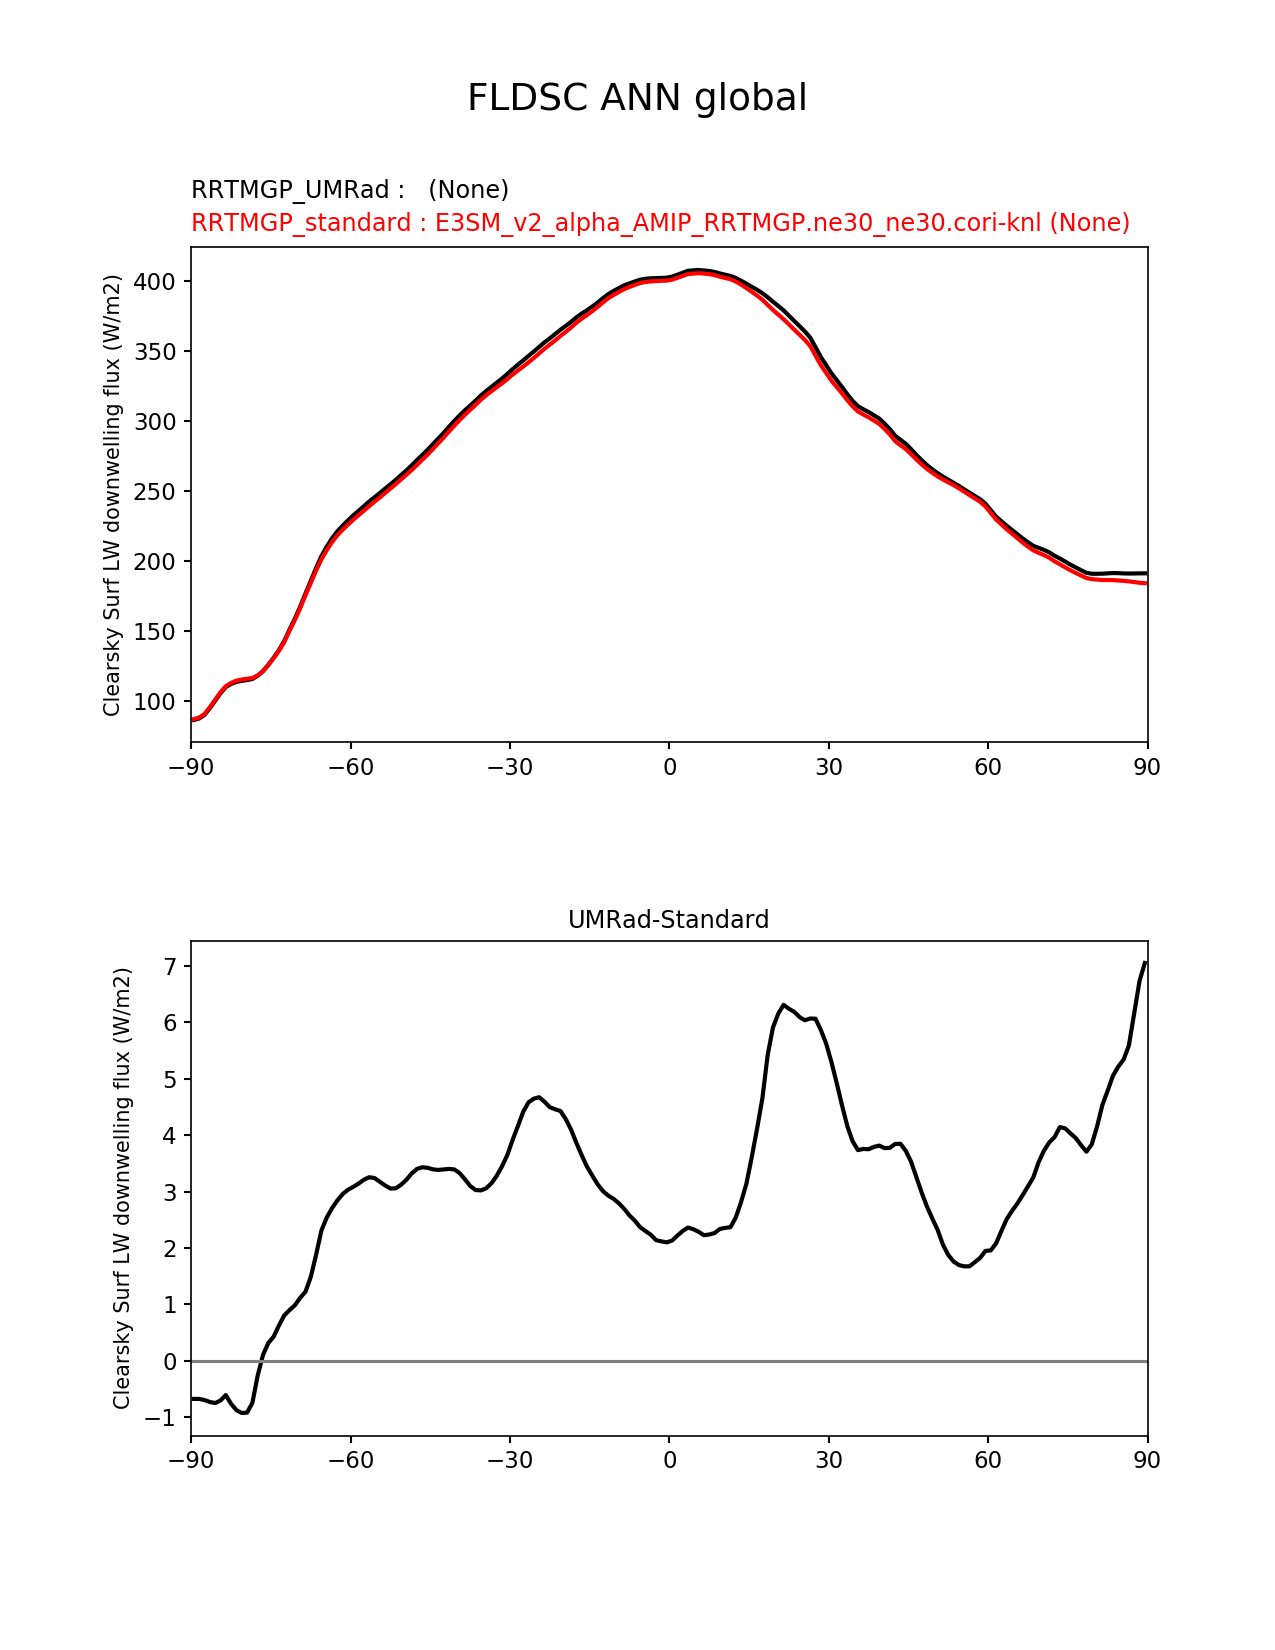 FLDSC ANN global
RRTMGP_UMRad :   (None)
RRTMGP_standard : E3SM_v2_alpha_AMIP_RRTMGP.ne30_ne30.cori-knl (None)
Clearsky Surf LW downwelling flux (W/m2)
400
350
300
250
200
150
100
−90 −60 −30 0 30 60 90
UMRad-Standard
Clearsky Surf LW downwelling flux (W/m2)
7
6
5
4
3
2
1
0
−1
−90 −60 −30 0 30 60 90